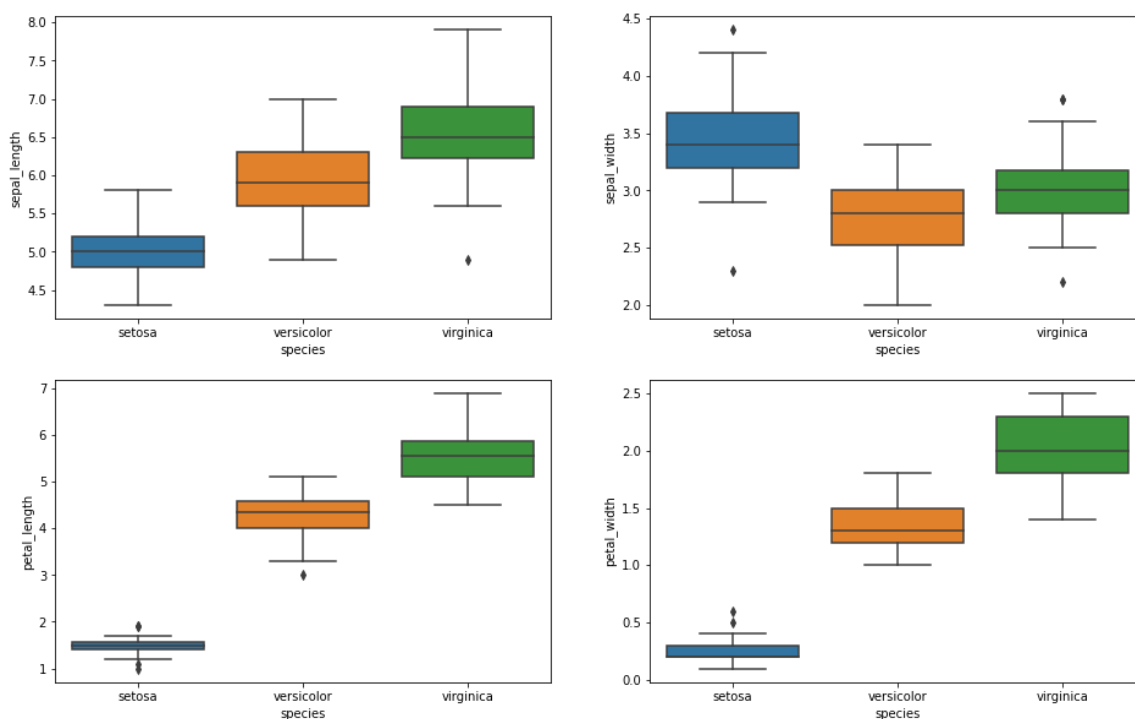 sepal_length
8.0
7.5
7.0
6.5
6.0
5.5
5.0
4.5
setosa versicolor virginica
species
sepal_width
4.5
4.0
3.5
3.0
2.5
2.0
setosa versicolor virginica
species
petal_length
7
6
5
4
3
2
1
setosa versicolor virginica
species
petal_width
2.5
2.0
1.5
1.0
0.5
0.0
setosa versicolor virginica
species